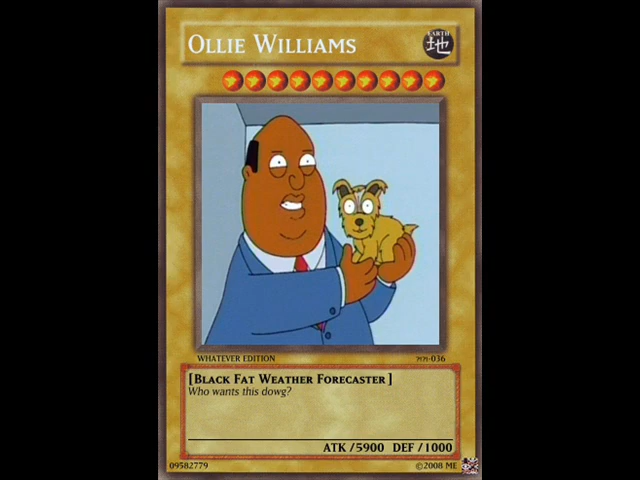 Ollie Williams
EARTH
地
WHATEVER EDITION
???-036
[Black Fat Weather Forecaster]
Who wants this dowg?
ATK/5900 DEF/1000
09582779
©2008 ME